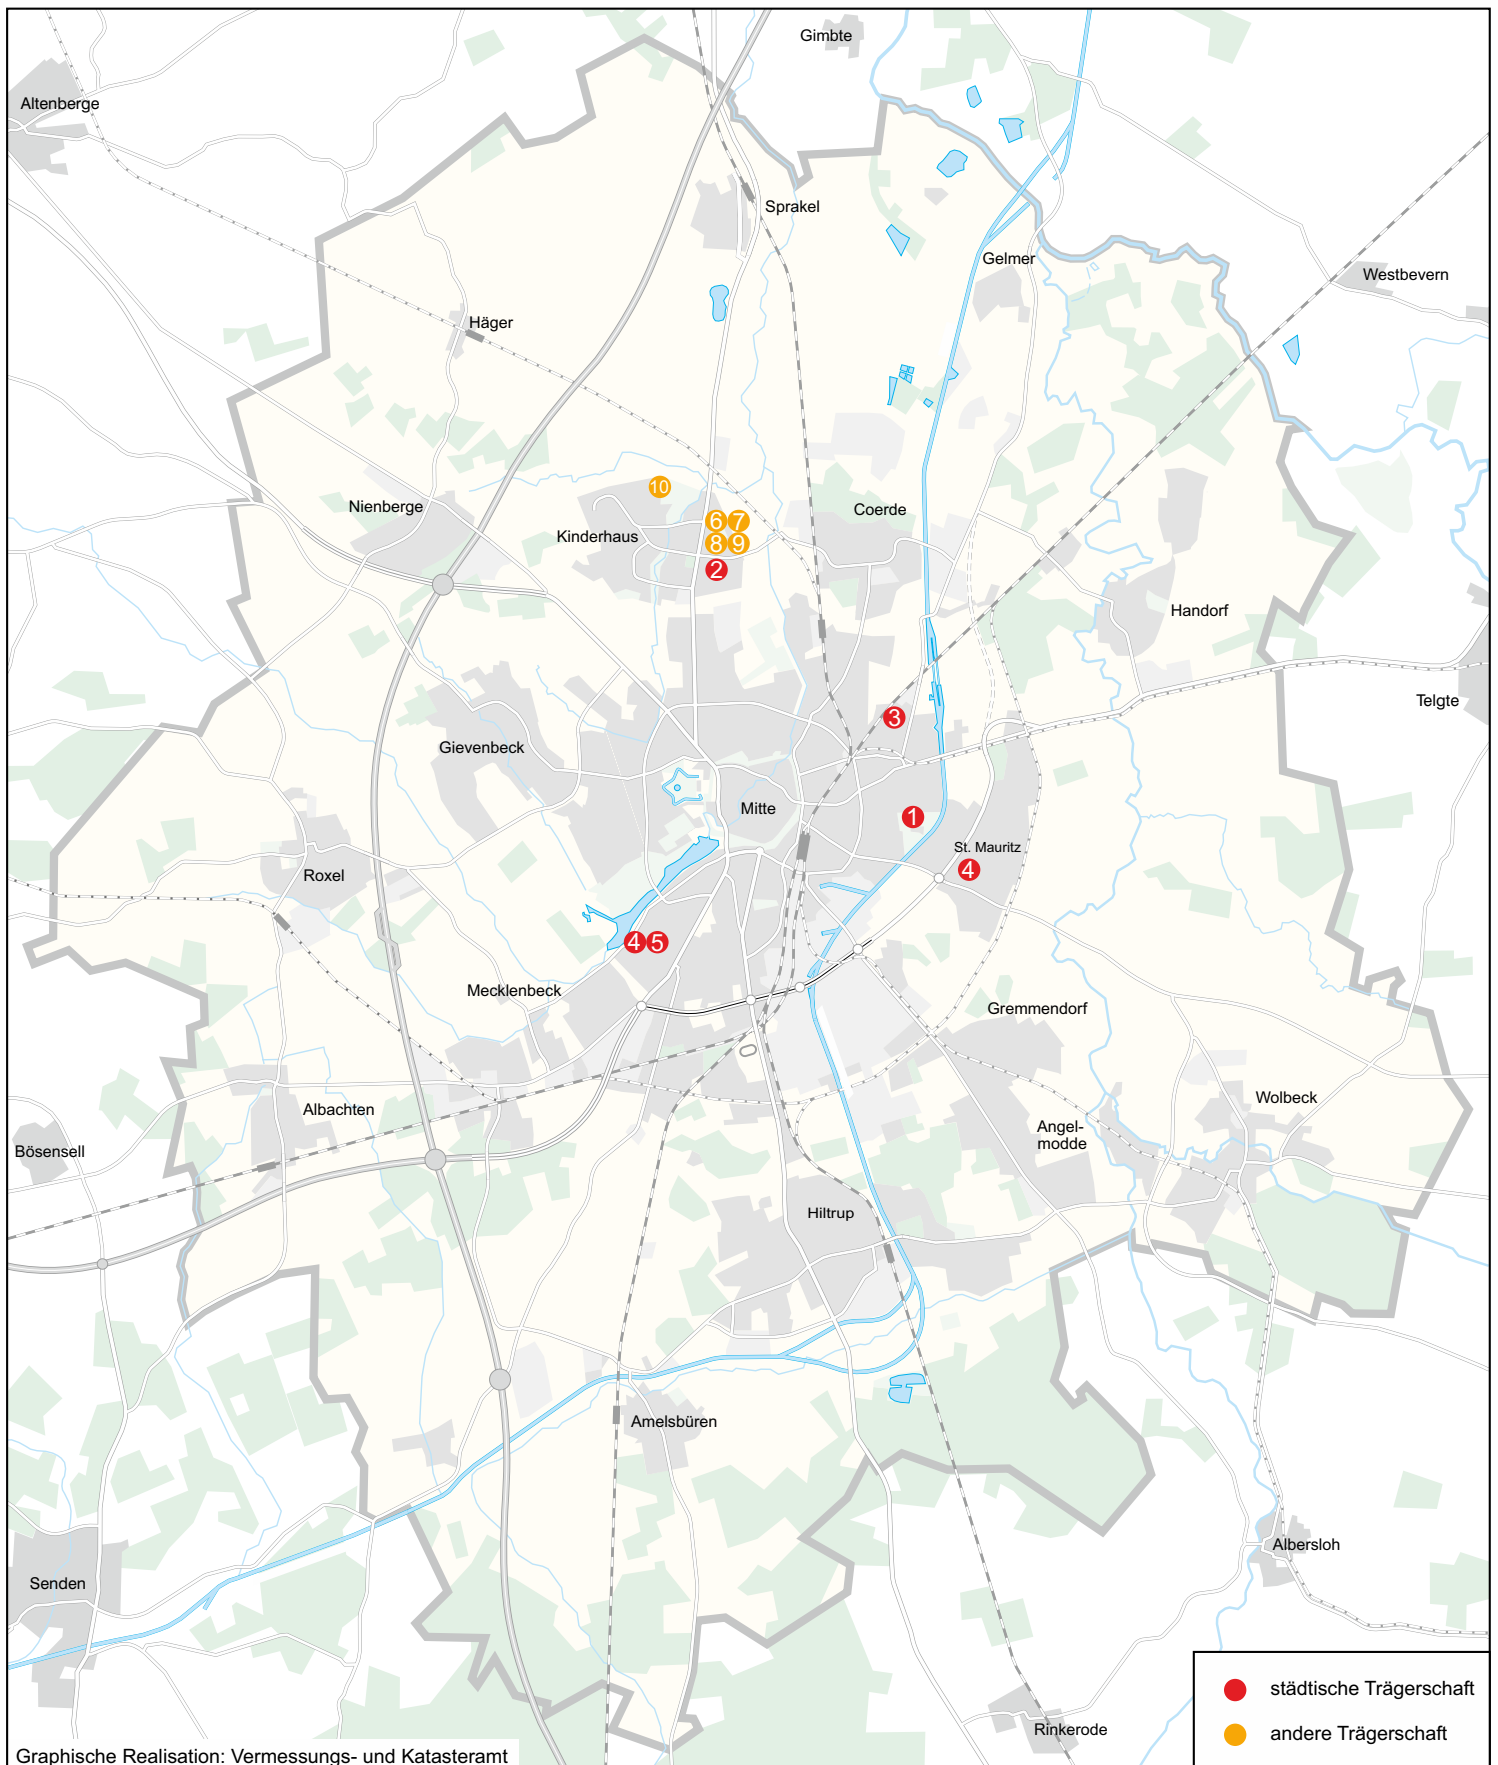 Gimbte
Altenberge
Sprakel
Gelmer
Westbevern
Häger
10
Nienberge
Coerde
6 7
Kinderhaus
8 9
2
Handorf
Telgte
3
Gievenbeck
Mitte
1
St. Mauritz
4
Roxel
4 5
Mecklenbeck
Gremmendorf
Wolbeck
Albachten
Angel-
modde
Bösensell
Hiltrup
Amelsbüren
Albersloh
Senden
städtische Trägerschaft
Rinkerode
andere Trägerschaft
Graphische Realisation: Vermessungs- und Katasteramt